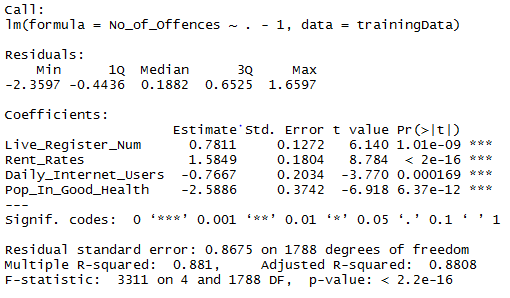 Call:
lm(formula = No_of_Offences ~ . - 1, data = trainingData)
Residuals:
Min 1Q Median 3Q Max
-2.3597 -0.4436 0.1882 0.6525 1.6597
Coefficients:
Estimate Std. Error t value Pr(>|t|)
Live_Register_Num 0.7811 0.1272 6.140 1.01e-09 ***
Rent_Rates 1.5849 0.1804 8.784 < 2e-16 ***
Daily_Internet_Users -0.7667 0.2034 -3.770 0.000169 ***
Pop_In_Good_Health -2.5886 0.3742 -6.918 6.37e-12 ***
---
Signif. codes: 0 ‘***’ 0.001 ‘**’ 0.01 ‘*’ 0.05 ‘.’ 0.1 ‘ ’ 1
Residual standard error: 0.8675 on 1788 degrees of freedom
Multiple R-squared: 0.881, Adjusted R-squared: 0.8808
F-statistic: 3311 on 4 and 1788 DF, p-value: < 2.2e-16